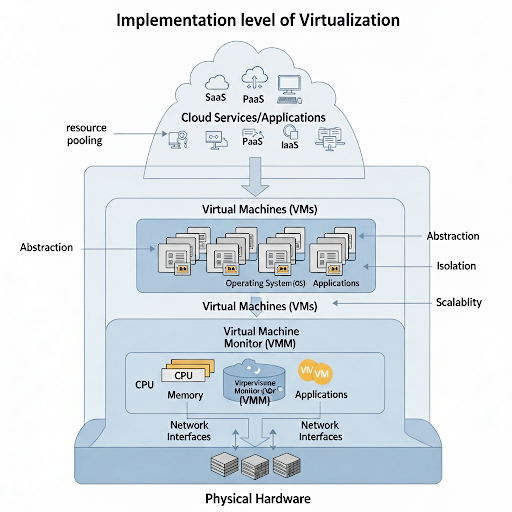 Implementation level of Virtualization
SaaS
PaaS
Cloud Services/Applications
resource
pooling
PaaS
IaaS
Virtual Machines (VMs)
Abstraction
Abstraction
Isolation
Operating System (OS)
Applications
Scalablity
Virtual Machines (VMs)
Virtual Machine
Monitor (VMM)
CPU
CPU
Memory
(VMM)
VM
Applications
Network
Interfaces
Network
Interfaces
Physical Hardware